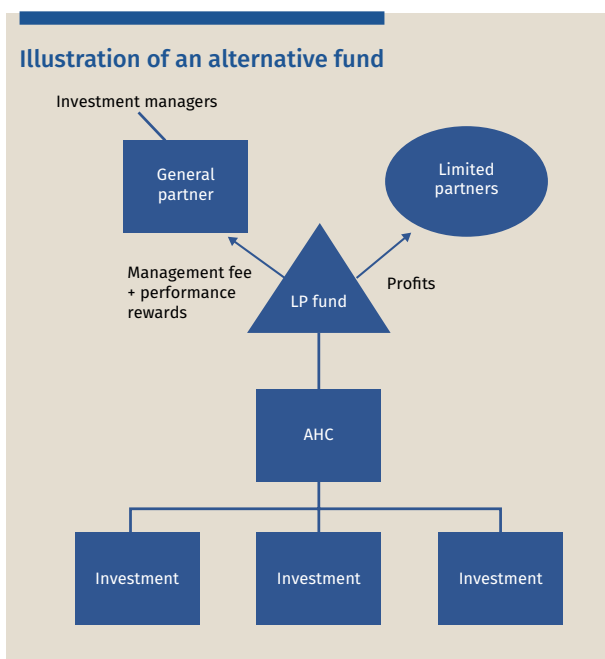 Illustration of an alternative fund
Investment managers
General
partner
Limited
partners
Management fee
+ performance
rewards
LP fund
Profits
AHC
Investment
Investment
Investment